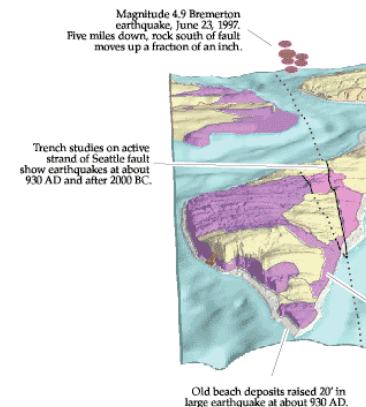 Magnitude 4.9 Bremerton
earthquake, June 23, 1997.
Five miles down, rock south of fault
moves up a fraction of an inch.
Trench studies on active
strand of Seattle fault
show earthquakes at about
930 AD and after 2000 BC.
Old beach deposits raised 20' in
large earthquake at about 930 AD.